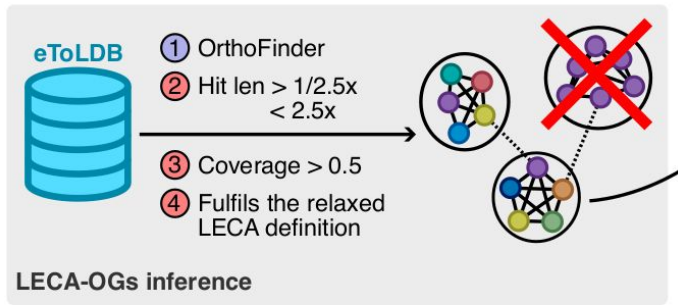 eToLDB
1 OrthoFinder
2 Hit len > 1/2.5x
< 2.5x
3 Coverage > 0.5
4 Fulfils the relaxed
LECA definition
LECA-OGs inference